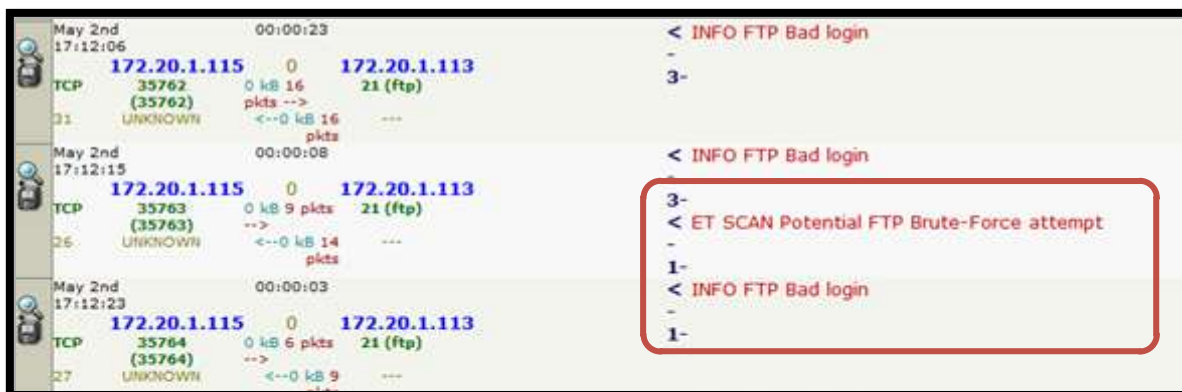 May 2nd 00:00:23 < INFO FTP Bad login
17:12:06 -
172.20.1.115 0 172.20.1.113 3-
TCP 35762 0 kB 16 21 (ftp)
(35762) pkts -->
31 UNKNOWN <--0 kB 16 ---
pkts
May 2nd 00:00:08 < INFO FTP Bad login
17:12:15 -
172.20.1.115 0 172.20.1.113 3-
TCP 35763 0 kB 9 pkts 21 (ftp) < ET SCAN Potential FTP Brute-Force attempt
(35763) --> -
26 UNKNOWN <--0 kB 14 ---
pkts 1-
May 2nd 00:00:03 < INFO FTP Bad login
17:12:23 -
172.20.1.115 0 172.20.1.113 1-
TCP 35764 0 kB 6 pkts 21 (ftp)
(35764) -->
27 UNKNOWN <--0 kB 9 ---